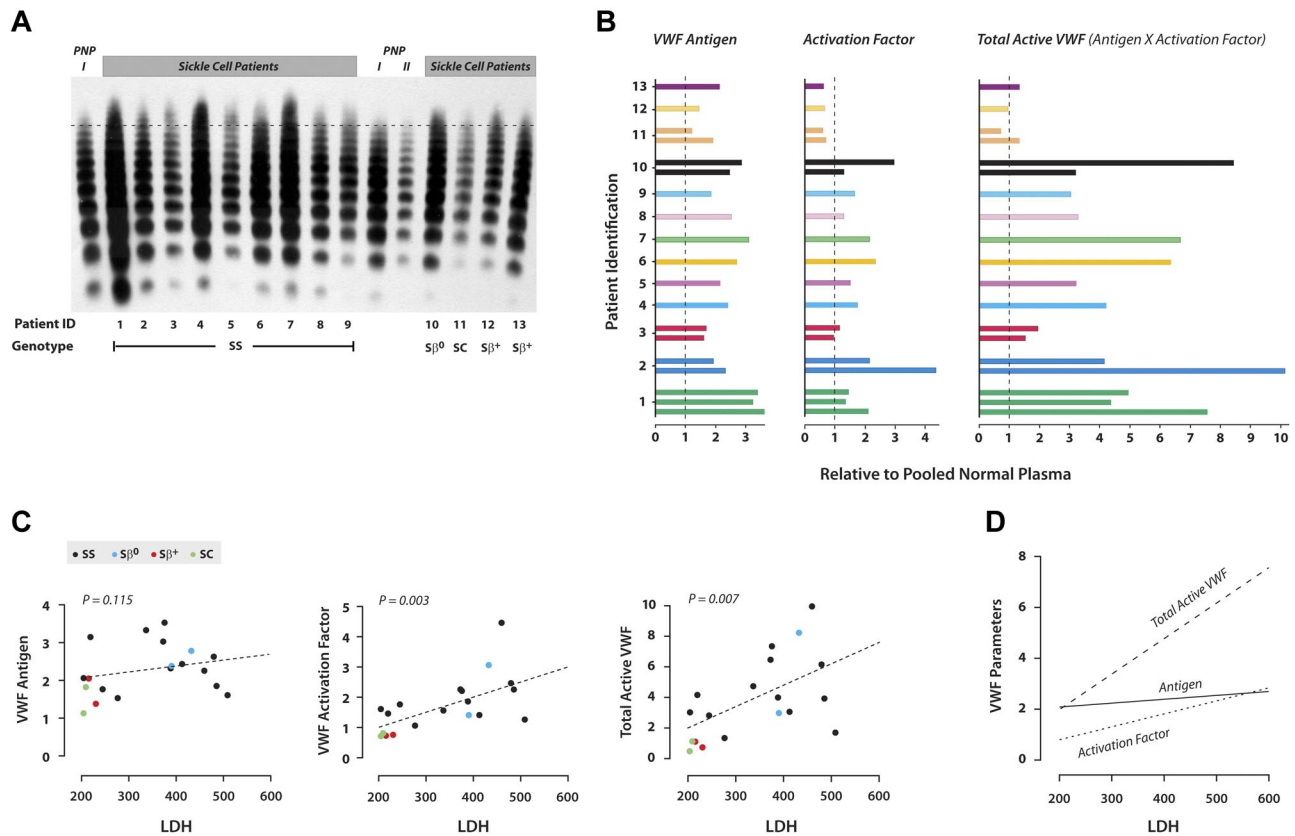 A
PNP
I
Sickle Cell Patients
PNP
I II
Sickle Cell Patients
Patient ID 1 2 3 4 5 6 7 8 9 10 11 12 13
Genotype SS Sβ⁰ SC Sβ⁺ Sβ⁺
B
VWF Antigen Activation Factor Total Active VWF (Antigen X Activation Factor)
Patient Identification
13
12
11
10
9
8
7
6
5
4
3
2
1
0 1 2 3 0 1 2 3 4 0 1 2 3 4 5 6 7 8 9 10
Relative to Pooled Normal Plasma
C
SS Sβ⁰ Sβ⁺ SC
P = 0.115
VWF Antigen
4
3
2
1
0
200 300 400 500 600
LDH
P = 0.003
VWF Activation Factor
5
4
3
2
1
0
200 300 400 500 600
LDH
P = 0.007
Total Active VWF
10
8
6
4
2
0
200 300 400 500 600
LDH
D
VWF Parameters
8
6
4
2
0
Total Active VWF
Antigen
Activation Factor
200 300 400 500 600
LDH